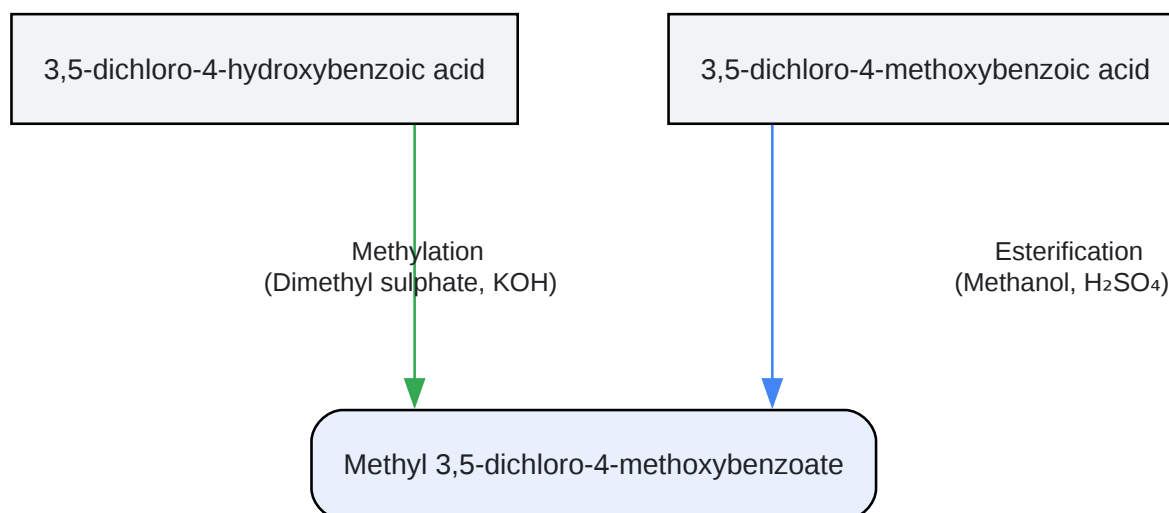 3,5-dichloro-4-hydroxybenzoic acid
3,5-dichloro-4-methoxybenzoic acid
Methylation
(Dimethyl sulphate, KOH)
Esterification
(Methanol, H₂SO₄)
Methyl 3,5-dichloro-4-methoxybenzoate